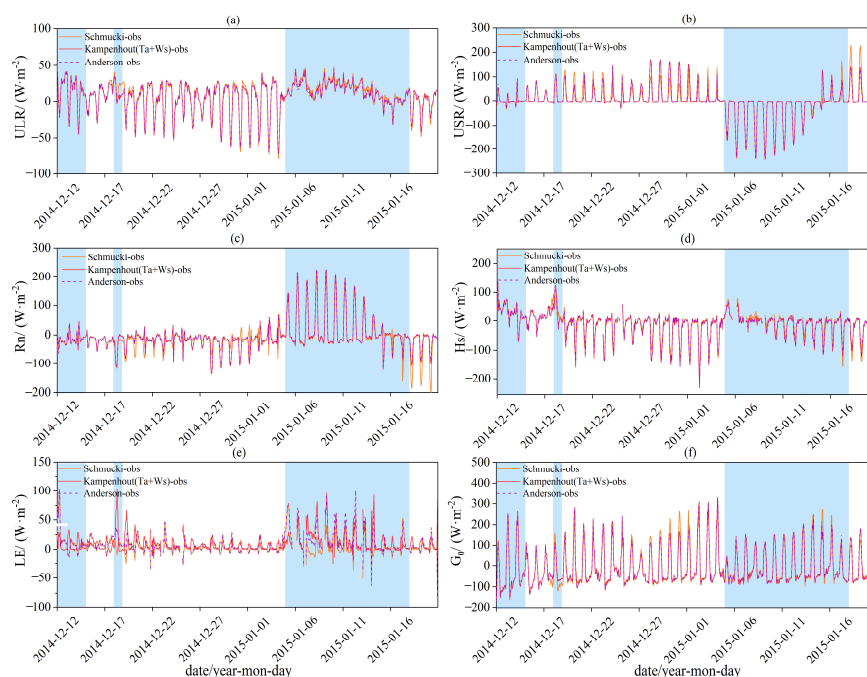 (a)
ULR/ (W·m⁻²)
100
50
0
−50
−100
Schmucki-obs
Kampenhout(Ta+Ws)-obs
Anderson-obs
2014-12-12
2014-12-17
2014-12-22
2014-12-27
2015-01-01
2015-01-06
2015-01-11
2015-01-16
(b)
USR/ (W·m⁻²)
300
200
100
0
−100
−200
300
Schmucki-obs
Kampenhout(Ta+Ws)-obs
Anderson-obs
2014-12-12
2014-12-17
2014-12-22
2014-12-27
2015-01-01
2015-01-06
2015-01-11
2015-01-16
(c)
Rn/ (W·m⁻²)
300
200
100
0
−100
−200
Schmucki-obs
Kampenhout(Ta+Ws)-obs
Anderson-obs
2014-12-12
2014-12-17
2014-12-22
2014-12-27
2015-01-01
2015-01-06
2015-01-11
2015-01-16
(d)
Hs/ (W·m⁻²)
300
200
100
0
−100
−200
Schmucki-obs
Kampenhout(Ta+Ws)-obs
Anderson-obs
2014-12-12
2014-12-17
2014-12-22
2014-12-27
2015-01-01
2015-01-06
2015-01-11
2015-01-16
(e)
LE/ (W·m⁻²)
150
100
50
0
−50
−100
Schmucki-obs
Kampenhout(Ta+Ws)-obs
Anderson-obs
2014-12-12
2014-12-17
2014-12-22
2014-12-27
2015-01-01
2015-01-06
2015-01-11
2015-01-16
date/year-mon-day
(f)
G₀/ (W·m⁻²)
500
400
300
200
100
0
−100
−200
Schmucki-obs
Kampenhout(Ta+Ws)-obs
Anderson-obs
2014-12-12
2014-12-17
2014-12-22
2014-12-27
2015-01-01
2015-01-06
2015-01-11
2015-01-16
date/year-mon-day